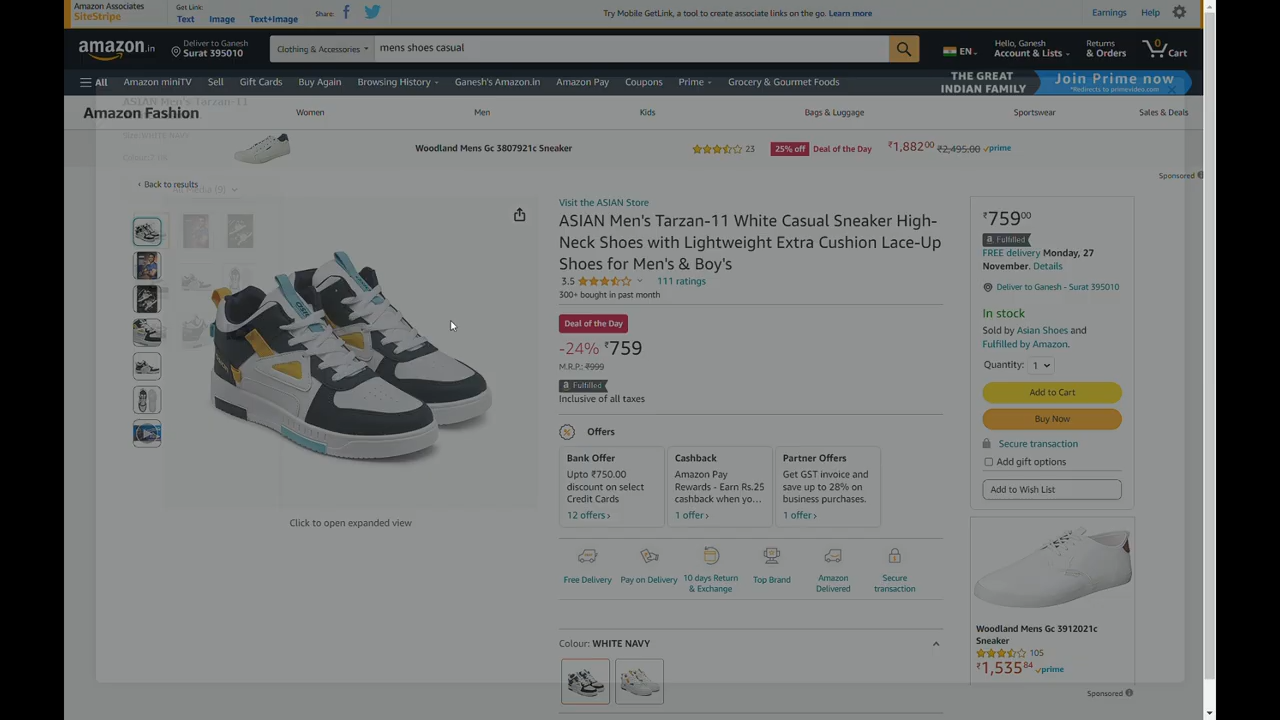 Amazon Associates
SiteStripe
Get Link:
Text Image Text+Image
Share:
Try Mobile GetLink, a tool to create associate links on the go. Learn more
Earnings Help
amazon.in
Deliver to Ganesh
Surat 395010
Clothing & Accessories
mens shoes casual
EN
Hello, Ganesh
Account & Lists
Returns
& Orders
0
Cart
All Amazon miniTV Sell Gift Cards Buy Again Browsing History Ganesh's Amazon.in Amazon Pay Coupons Prime Grocery & Gourmet Foods
THE GREAT
INDIAN FAMILY
Join Prime now
*Redirects to primevideo.com
ASIAN Men's Tarzan-11
Amazon Fashion Women Men Kids Bags & Luggage Sportswear Sales & Deals
Woodland Mens Gc 3807921c Sneaker
23
25% off Deal of the Day
₹1,882.00 ₹2,495.00 prime
Sponsored
‹ Back to results
Visit the ASIAN Store
ASIAN Men's Tarzan-11 White Casual Sneaker High-
Neck Shoes with Lightweight Extra Cushion Lace-Up
Shoes for Men's & Boy's
3.5 111 ratings
300+ bought in past month
Deal of the Day
-24% ₹759
M.R.P.: ₹999
a Fulfilled
Inclusive of all taxes
Offers
Bank Offer
Upto ₹750.00
discount on select
Credit Cards
12 offers ›
Cashback
Amazon Pay
Rewards - Earn Rs.25
cashback when yo...
1 offer ›
Partner Offers
Get GST invoice and
save up to 28% on
business purchases.
1 offer ›
Free Delivery
Pay on Delivery
10 days Return
& Exchange
Top Brand
Amazon
Delivered
Secure
transaction
Colour: WHITE NAVY
Click to open expanded view
₹759.00
a Fulfilled
FREE delivery Monday, 27
November. Details
Deliver to Ganesh - Surat 395010
In stock
Sold by Asian Shoes and
Fulfilled by Amazon.
Quantity: 1
Add to Cart
Buy Now
Secure transaction
Add gift options
Add to Wish List
Woodland Mens Gc 3912021c
Sneaker
105
₹1,535.84 prime
Sponsored